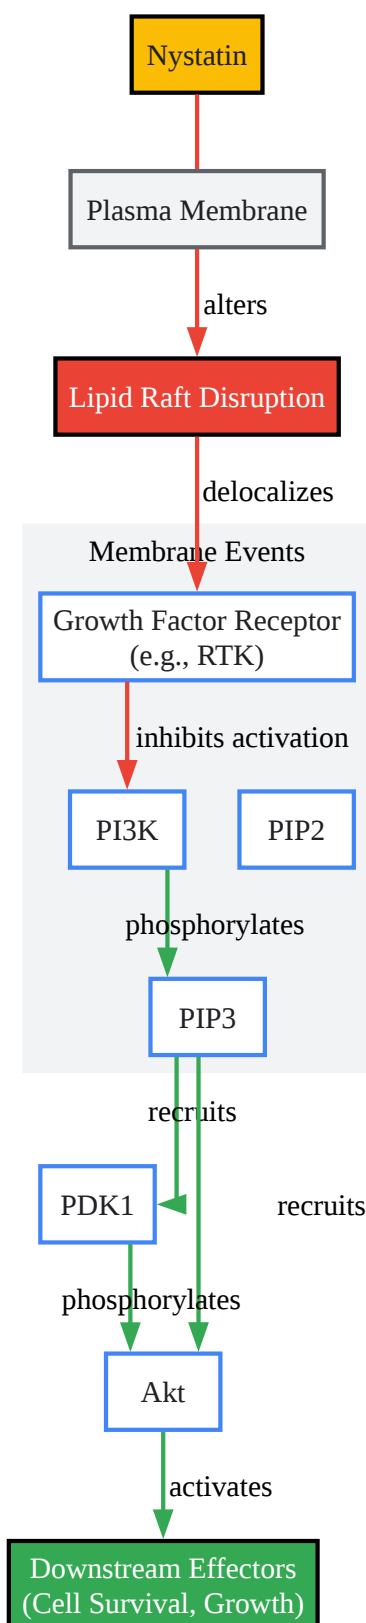 Nystatin
Plasma Membrane
alters
Lipid Raft Disruption
delocalizes
Membrane Events
Growth Factor Receptor
(e.g., RTK)
inhibits activation
PI3K
PIP2
phosphorylates
PIP3
recruits
PDK1
recruits
phosphorylates
Akt
activates
Downstream Effectors
(Cell Survival, Growth)